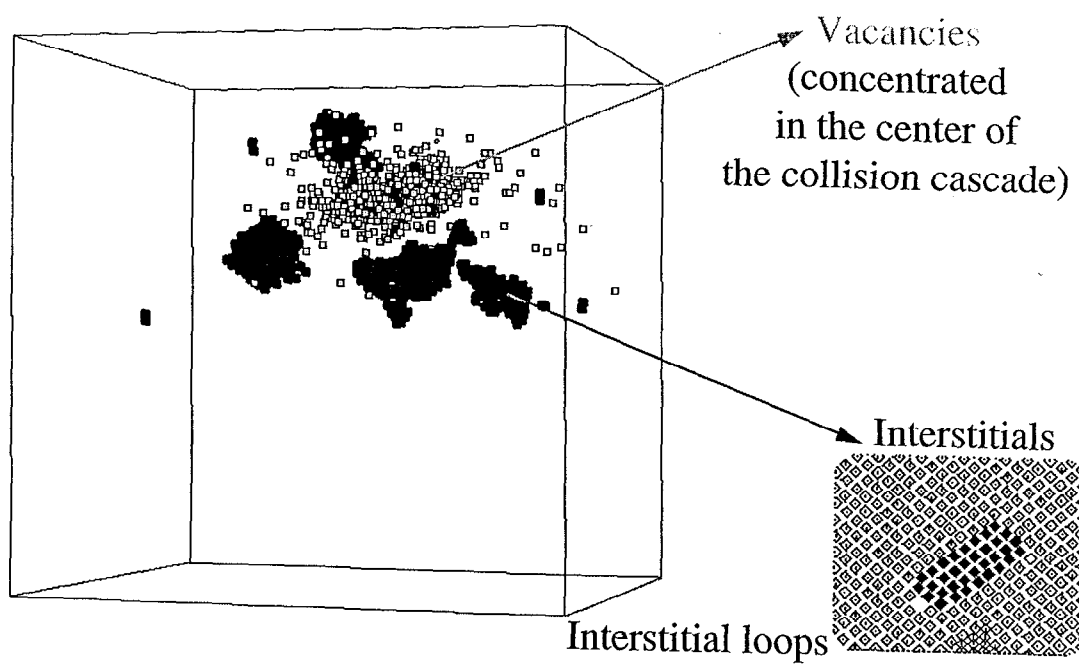 Vacancies
(concentrated
in the center of
the collision cascade)
Interstitials
Interstitial loops